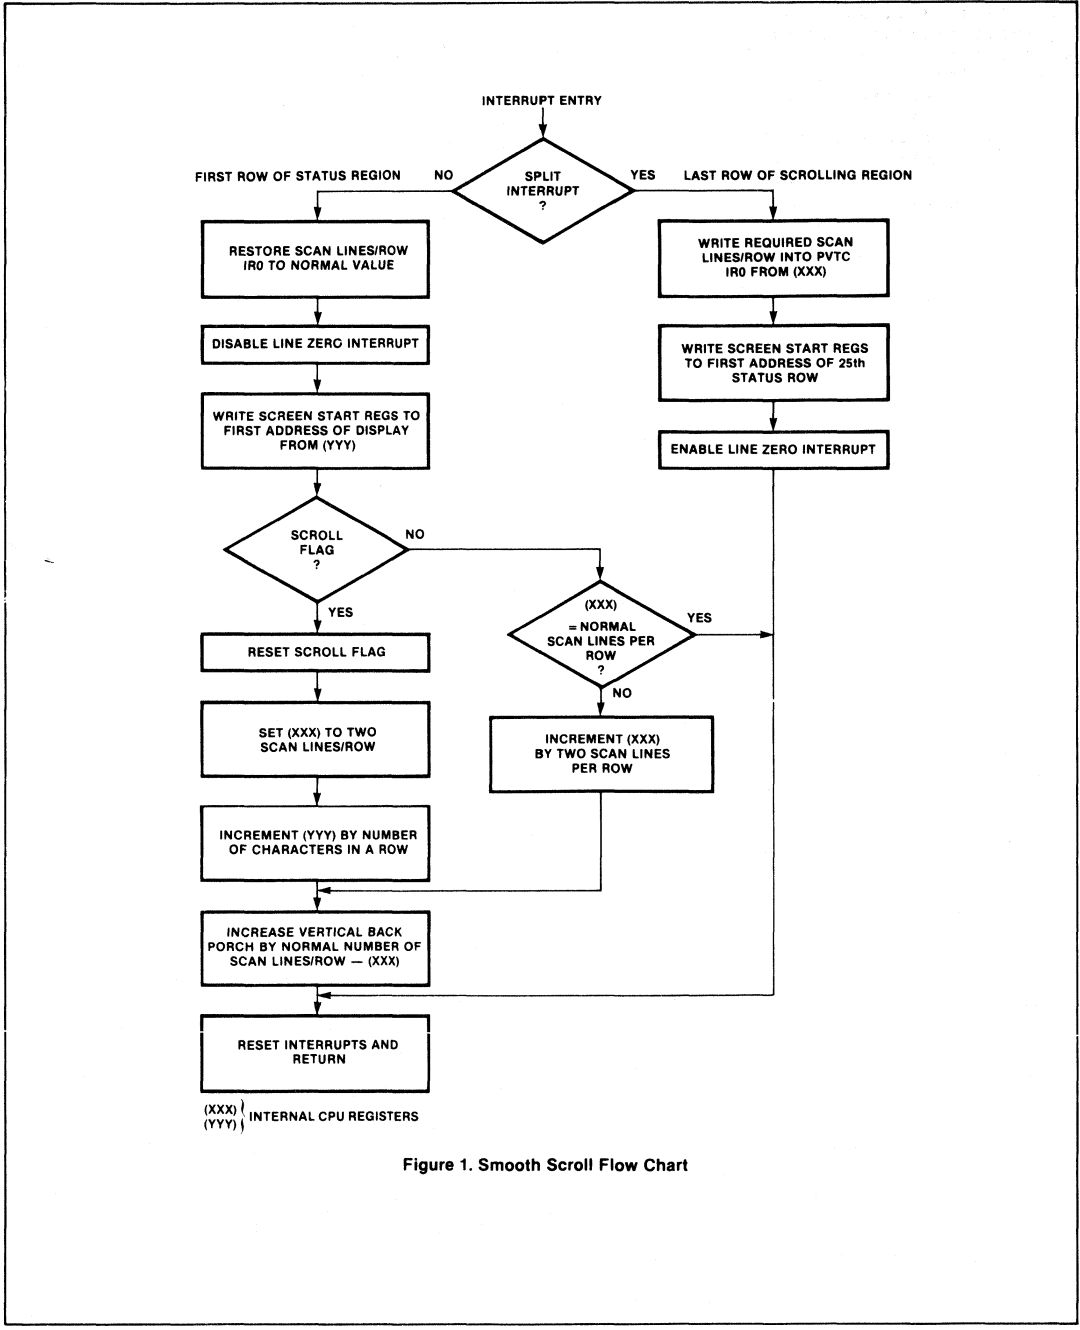 INTERRUPT ENTRY
SPLIT
INTERRUPT
?
NO
YES
FIRST ROW OF STATUS REGION
LAST ROW OF SCROLLING REGION
RESTORE SCAN LINES/ROW
IR0 TO NORMAL VALUE
DISABLE LINE ZERO INTERRUPT
WRITE SCREEN START REGS TO
FIRST ADDRESS OF DISPLAY
FROM (YYY)
WRITE REQUIRED SCAN
LINES/ROW INTO PVTC
IR0 FROM (XXX)
WRITE SCREEN START REGS
TO FIRST ADDRESS OF 25th
STATUS ROW
ENABLE LINE ZERO INTERRUPT
SCROLL
FLAG
?
NO
YES
(XXX)
= NORMAL
SCAN LINES PER
ROW
?
YES
NO
RESET SCROLL FLAG
SET (XXX) TO TWO
SCAN LINES/ROW
INCREMENT (XXX)
BY TWO SCAN LINES
PER ROW
INCREMENT (YYY) BY NUMBER
OF CHARACTERS IN A ROW
INCREASE VERTICAL BACK
PORCH BY NORMAL NUMBER OF
SCAN LINES/ROW — (XXX)
RESET INTERRUPTS AND
RETURN
(XXX)
(YYY)
INTERNAL CPU REGISTERS
Figure 1. Smooth Scroll Flow Chart